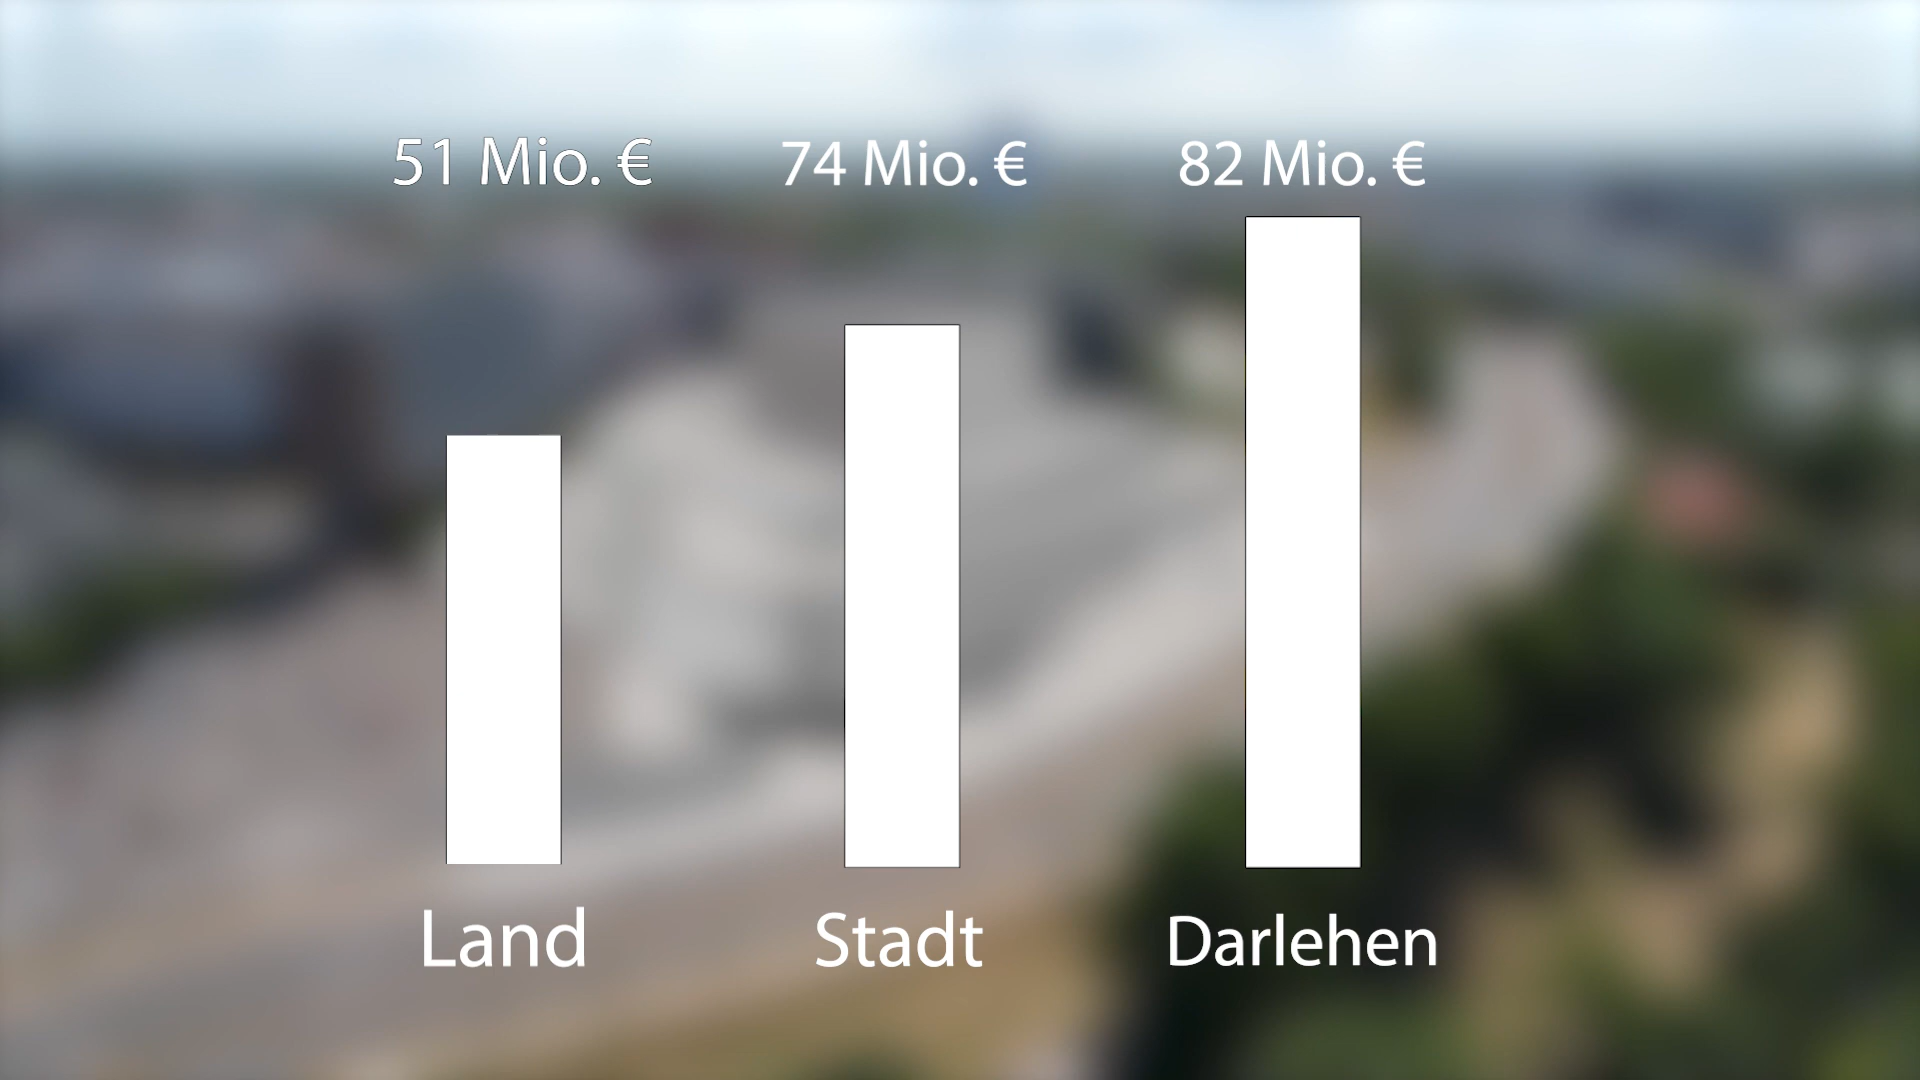 51 Mio. €
74 Mio. €
82 Mio. €
Land
Stadt
Darlehen